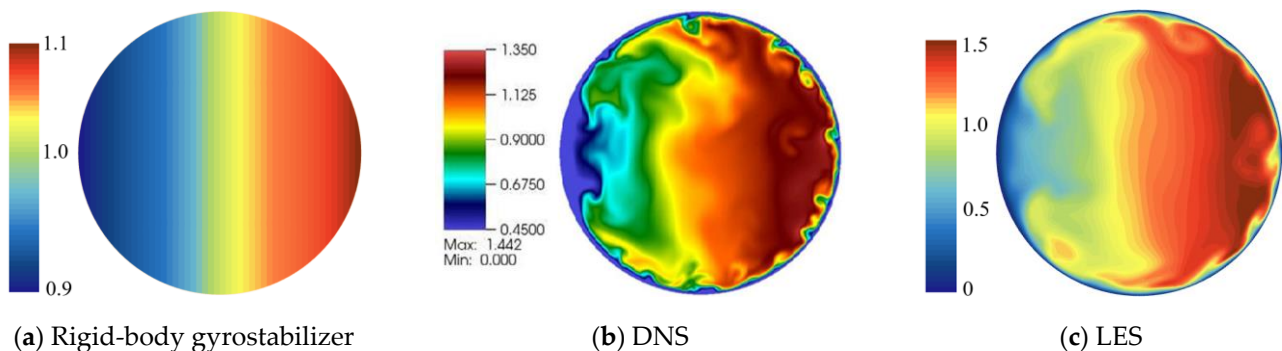 1.1
1.0
0.9
1.350
1.125
0.9000
0.6750
0.4500
Max: 1.442
Min: 0.000
1.5
1.0
0.5
0
(a) Rigid-body gyrostabilizer
(b) DNS
(c) LES